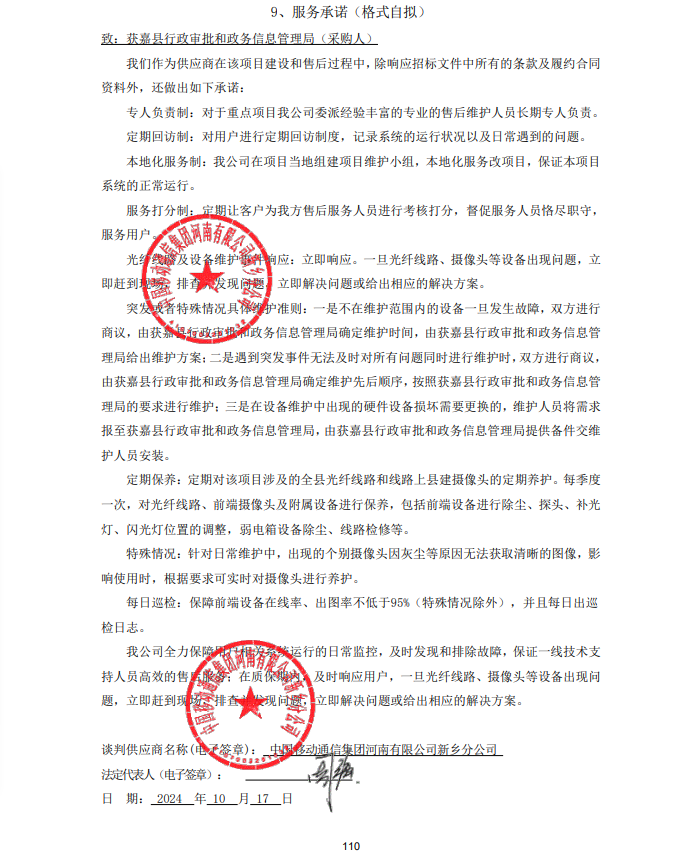 9、服务承诺（格式自拟）
致：获嘉县行政审批和政务信息管理局（采购人）
我们作为供应商在该项目建设和售后过程中，除响应招标文件中所有的条款及履约合同
资料外，还做出如下承诺：
专人负责制：对于重点项目我公司委派经验丰富的专业的售后维护人员长期专人负责。
定期回访制：对用户进行定期回访制度，记录系统的运行状况以及日常遇到的问题。
本地化服务制：我公司在项目当地组建项目维护小组，本地化服务改项目，保证本项目
系统的正常运行。
服务打分制：定期让客户为我方售后服务人员进行考核打分，督促服务人员恪尽职守，
服务用户。
光纤线路及设备维护事件响应：立即响应。一旦光纤线路、摄像头等设备出现问题，立
即赶到现场，排查并发现问题，立即解决问题或给出相应的解决方案。
突发或者特殊情况具体维护准则：一是不在维护范围内的设备一旦发生故障，双方进行
商议，由获嘉县行政审批和政务信息管理局确定维护时间，由获嘉县行政审批和政务信息管
理局给出维护方案；二是遇到突发事件无法及时对所有问题同时进行维护时，双方进行商议，
由获嘉县行政审批和政务信息管理局确定维护先后顺序，按照获嘉县行政审批和政务信息管
理局的要求进行维护；三是在设备维护中出现的硬件设备损坏需要更换的，维护人员将需求
报至获嘉县行政审批和政务信息管理局，由获嘉县行政审批和政务信息管理局提供备件交维
护人员安装。
定期保养：定期对该项目涉及的全县光纤线路和线路上县建摄像头的定期养护。每季度
一次，对光纤线路、前端摄像头及附属设备进行保养，包括前端设备进行除尘、探头、补光
灯、闪光灯位置的调整，弱电箱设备除尘、线路检修等。
特殊情况：针对日常维护中，出现的个别摄像头因灰尘等原因无法获取清晰的图像，影
响使用时，根据要求可实时对摄像头进行养护。
每日巡检：保障前端设备在线率、出图率不低于95%（特殊情况除外），并且每日出巡
检日志。
我公司全力保障用户相关系统运行的日常监控，及时发现和排除故障，保证一线技术支
持人员高效的售后服务；在质保期内，及时响应用户，一旦光纤线路、摄像头等设备出现问
题，立即赶到现场，排查并发现问题，立即解决问题或给出相应的解决方案。
中国移动通信集团河南有限公司新乡分公司
中国移动通信集团河南有限公司新乡分公司
谈判供应商名称(电子签章)：中国移动通信集团河南有限公司新乡分公司
法定代表人（电子签章）：
日 期：2024 年 10 月 17 日
110